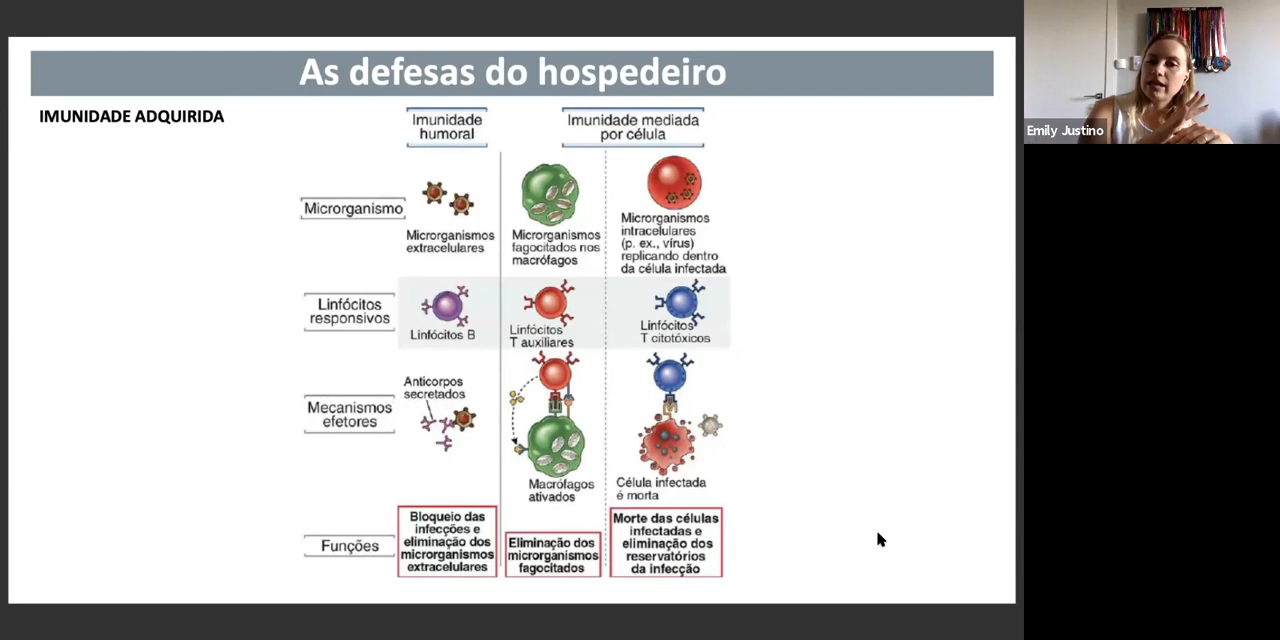 As defesas do hospedeiro
IMUNIDADE ADQUIRIDA
Imunidade
humoral
Imunidade mediada
por célula
Microrganismo
Microrganismos
extracelulares
Microrganismos
fagocitados nos
macrófagos
Microrganismos
intracelulares
(p. ex., vírus)
replicando dentro
da célula infectada
Linfócitos
responsivos
Linfócitos B
Linfócitos
T auxiliares
Linfócitos
T citotóxicos
Mecanismos
efetores
Anticorpos
secretados
Macrófagos
ativados
Célula infectada
é morta
Funções
Bloqueio das
infecções e
eliminação dos
microrganismos
extracelulares
Eliminação dos
microrganismos
fagocitados
Morte das células
infectadas e
eliminação dos
reservatórios
da infecção
Emily Justino